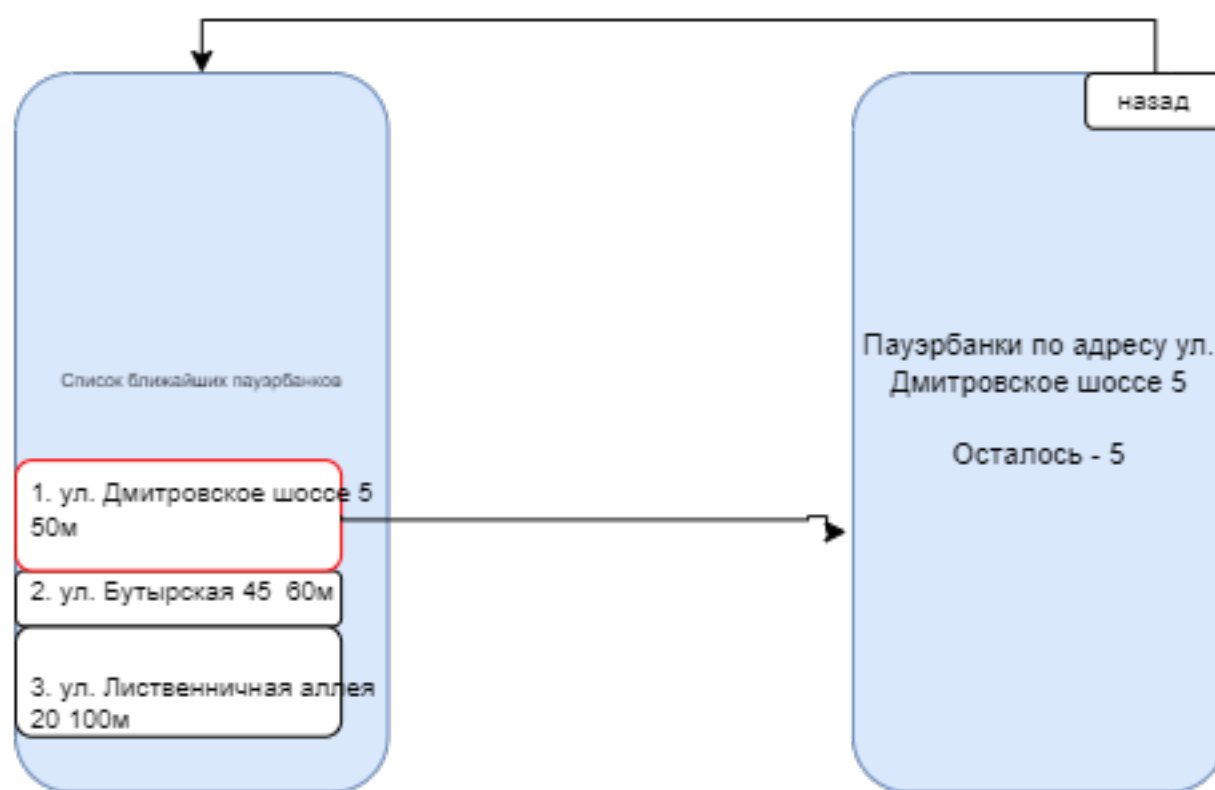 назад
Список ближайших пауэрбанков
1. ул. Дмитровское шоссе 5
50м
2. ул. Бутырская 45 60м
3. ул. Лиственничная аллея
20 100м
Пауэрбанки по адресу ул.
Дмитровское шоссе 5
Осталось - 5